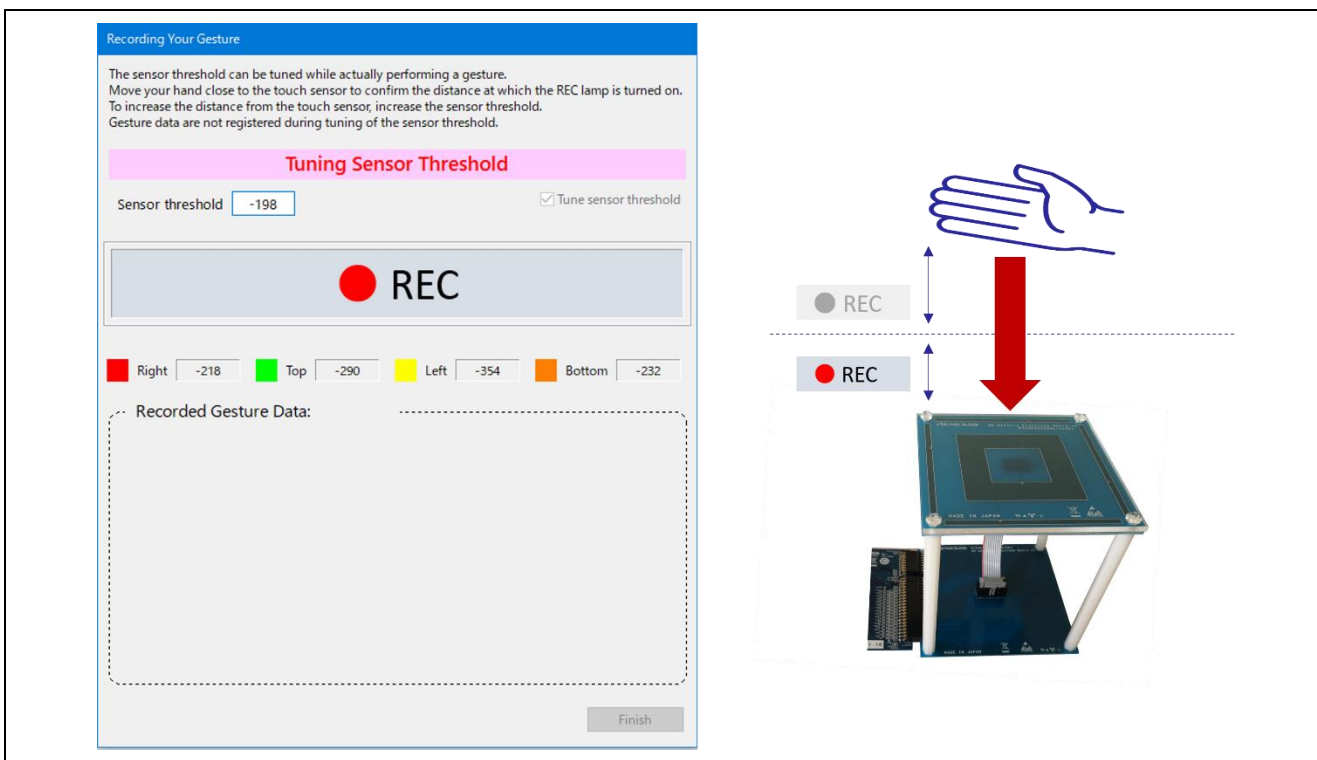 Recording Your Gesture
The sensor threshold can be tuned while actually performing a gesture.
Move your hand close to the touch sensor to confirm the distance at which the REC lamp is turned on.
To increase the distance from the touch sensor, increase the sensor threshold.
Gesture data are not registered during tuning of the sensor threshold.
Tuning Sensor Threshold
Sensor threshold -198 Tune sensor threshold
REC
Right -218 Top -290 Left -354 Bottom -232
Recorded Gesture Data:
Finish
REC
REC
RENESAS
MADE IN JAPAN
RENESAS
MADE IN JAPAN